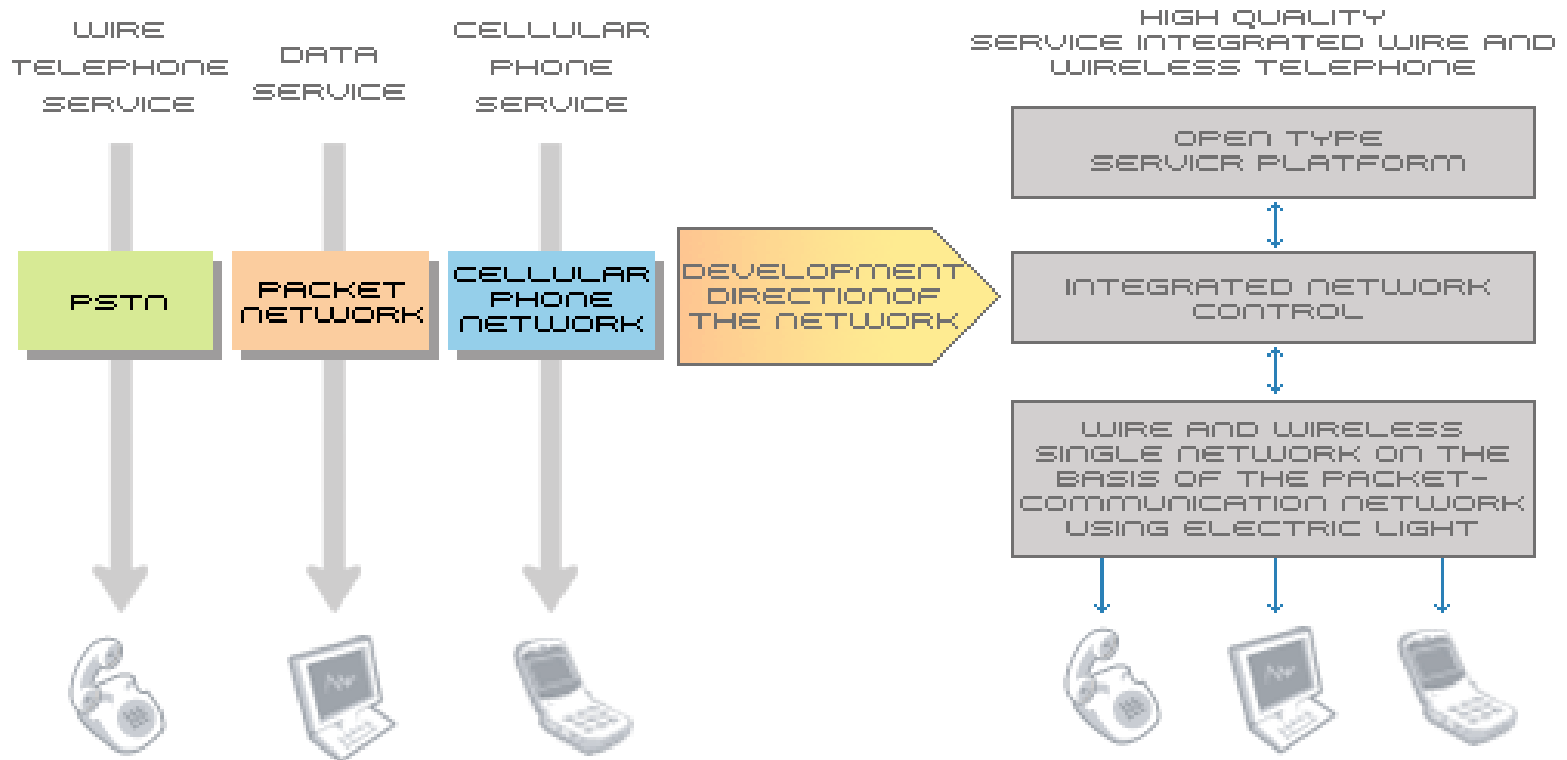 WIRE
TELEPHONE
SERVICE
DATA
SERVICE
CELLULAR
PHONE
SERVICE
HIGH QUALITY
SERVICE INTEGRATED WIRE AND
WIRELESS TELEPHONE
PSTN
PACKET
NETWORK
CELLULAR
PHONE
NETWORK
DEVELOPMENT
DIRECTIONOF
THE NETWORK
OPEN TYPE
SERVICR PLATFORM
INTEGRATED NETWORK
CONTROL
WIRE AND WIRELESS
SINGLE NETWORK ON THE
BASIS OF THE PACKET-
COMMUNICATION NETWORK
USING ELECTRIC LIGHT